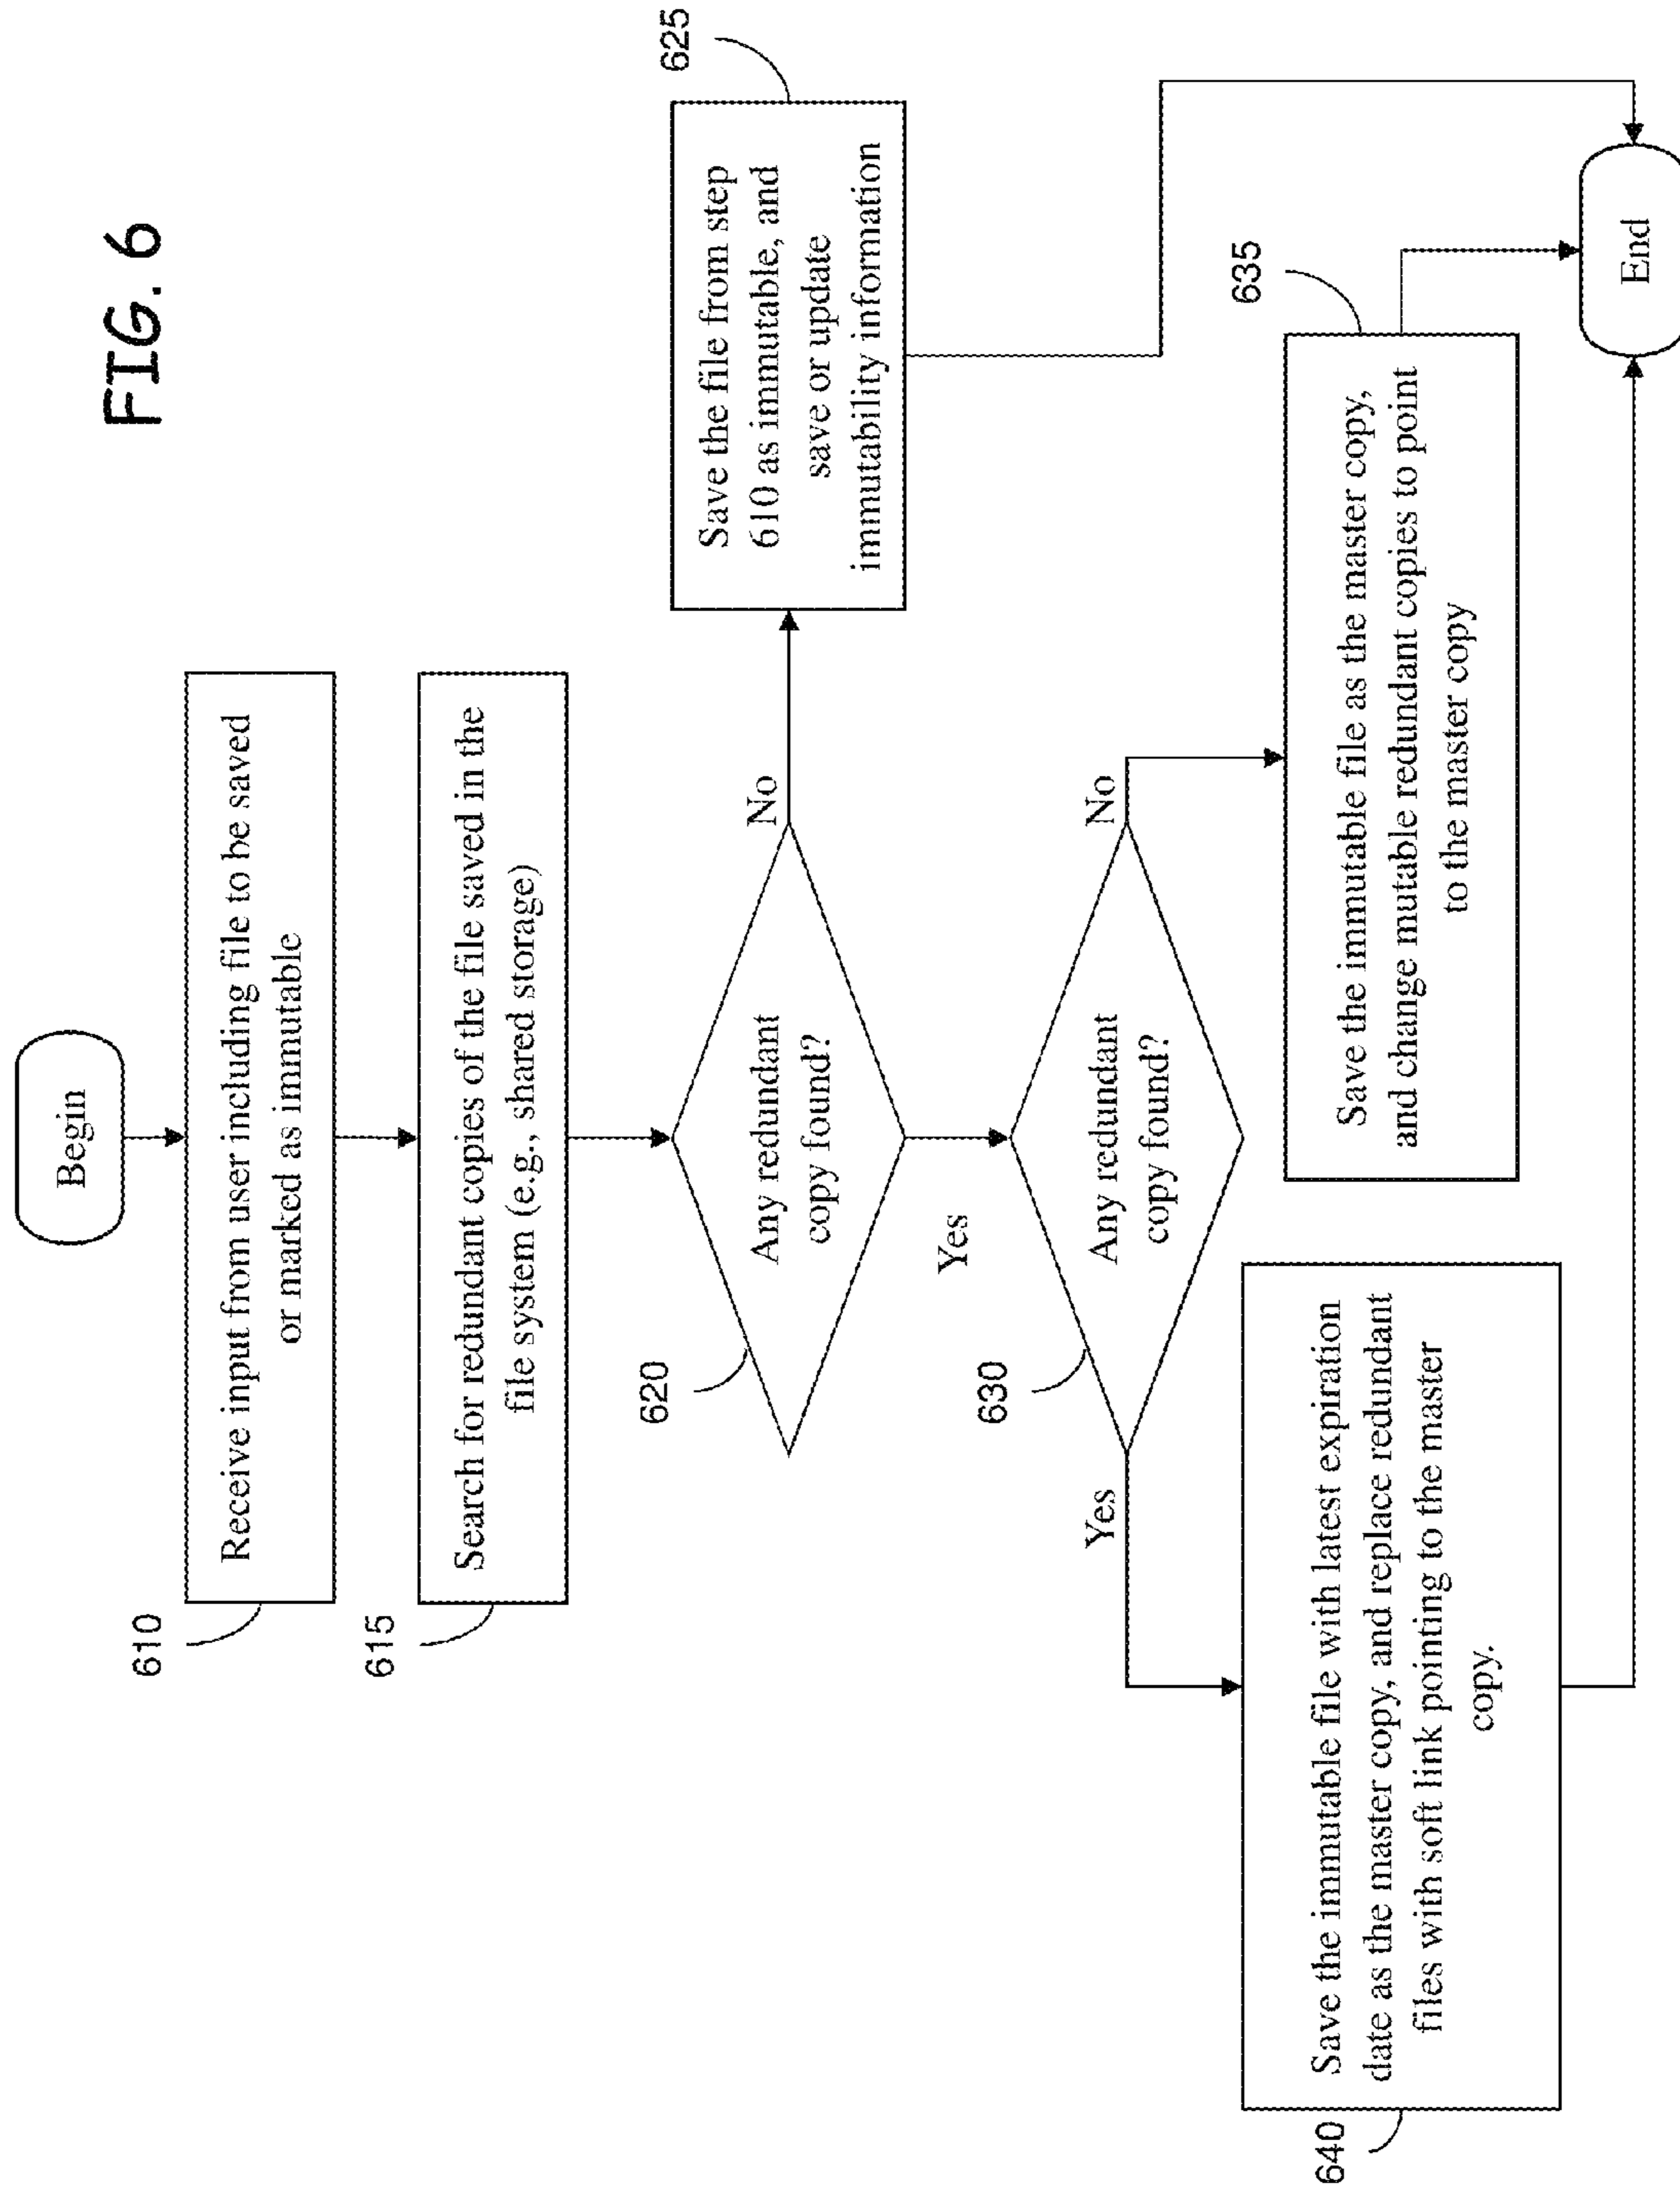 FIG. 6
Begin
610
Receive input from user including file to be saved
or marked as immutable
615
Search for redundant copies of the file saved in the
file system (e.g., shared storage)
620
Any redundant
copy found?
No
625
Save the file from step
610 as immutable, and
save or update
immutability information
Yes
630
Any redundant
copy found?
No
635
Save the immutable file as the master copy,
and change mutable redundant copies to point
to the master copy
Yes
640
Save the immutable file with latest expiration
date as the master copy, and replace redundant
files with soft link pointing to the master
copy.
End